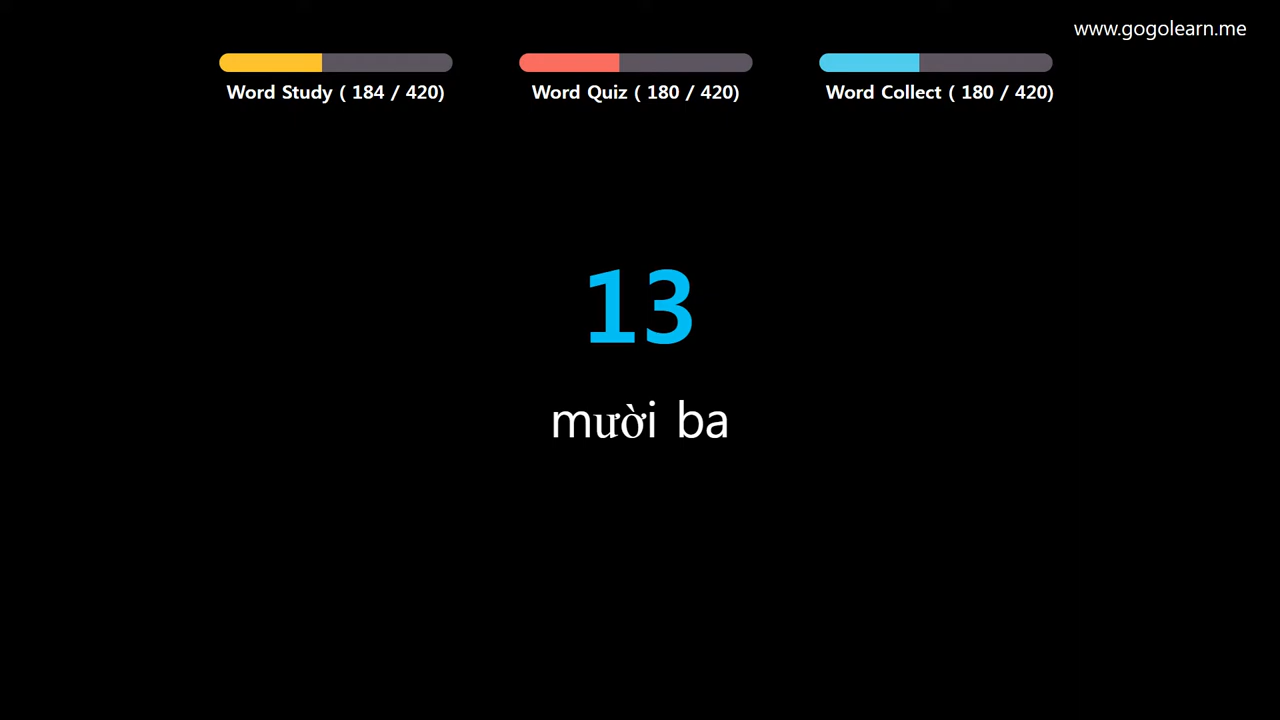 www.gogolearn.me
Word Study ( 184 / 420)
Word Quiz ( 180 / 420)
Word Collect ( 180 / 420)
13
mười ba